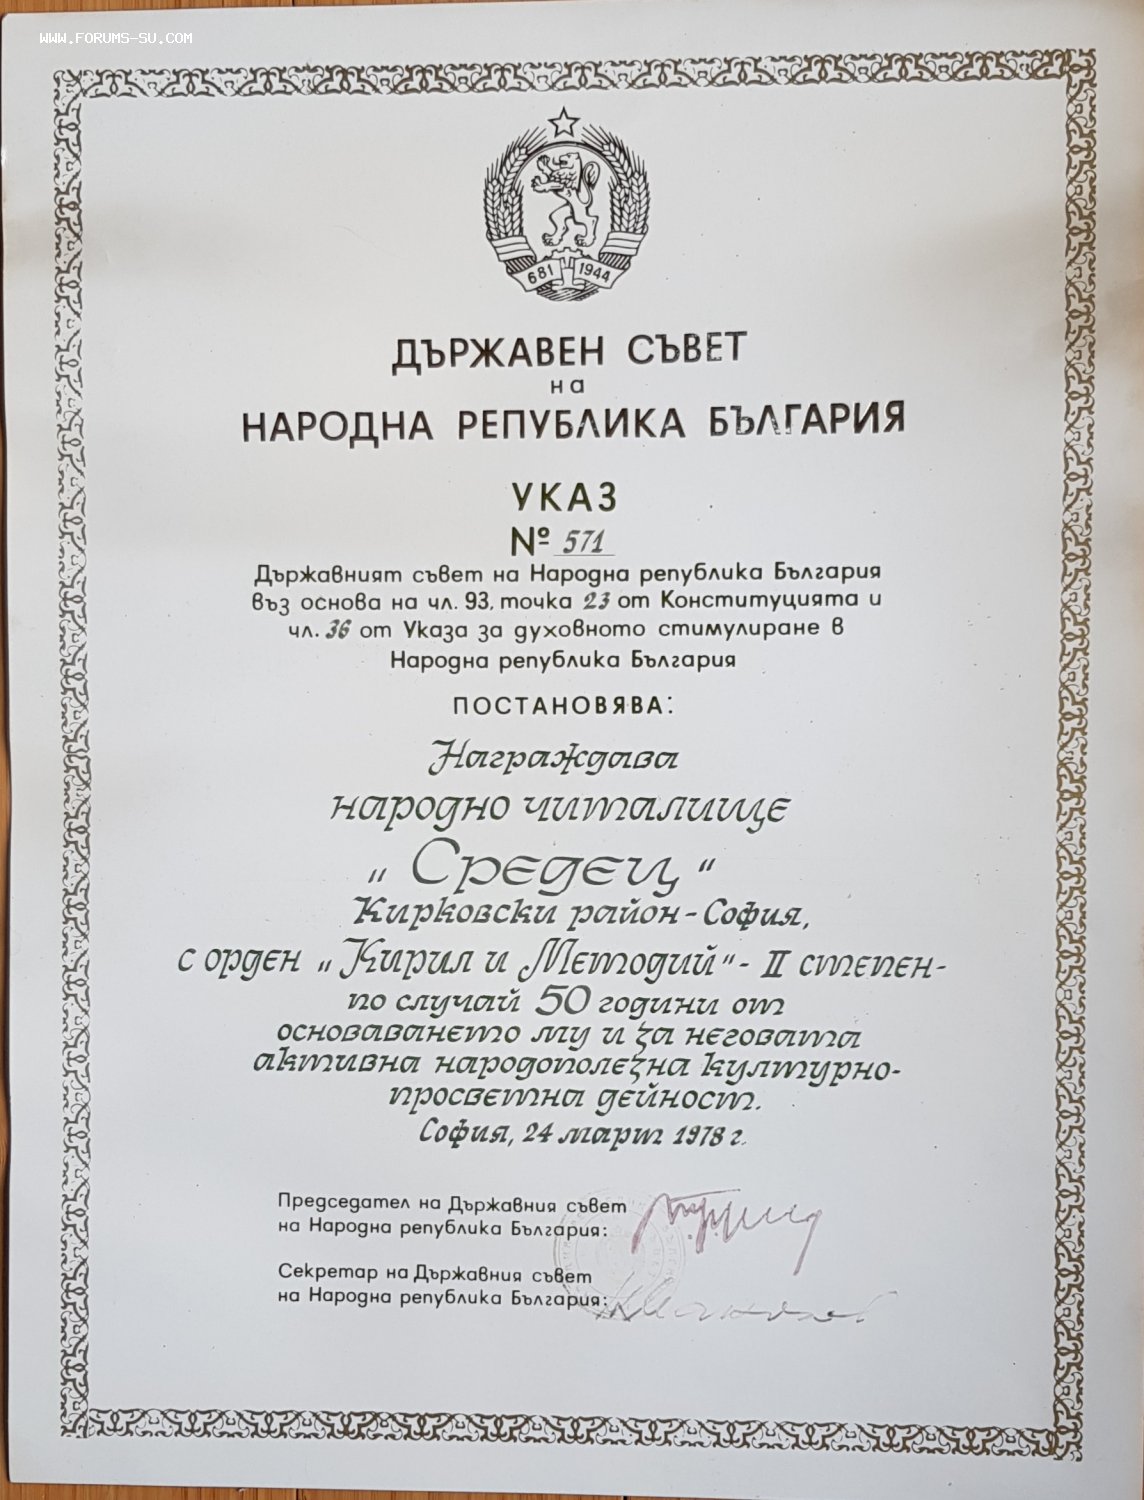 WWW.FORUMS-SU.COM
681 1944
ДЪРЖАВЕН СЪВЕТ
на
НАРОДНА РЕПУБЛИКА БЪЛГАРИЯ
УКАЗ
№ 571
Държавният съвет на Народна република България
въз основа на чл. 93, точка 23 от Конституцията и
чл. 36 от Указа за духовното стимулиране в
Народна република България
ПОСТАНОВЯВА:
Награждава
народно читалище
„Средец“
Кирковски район - София,
с орден „Кирил и Методий“ - II степен -
по случай 50 години от
основаването му и за неговата
активна народополезна културно-
просветна дейност.
София, 24 март 1978 г.
Председател на Държавния съвет
на Народна република България:
Секретар на Държавния съвет
на Народна република България: